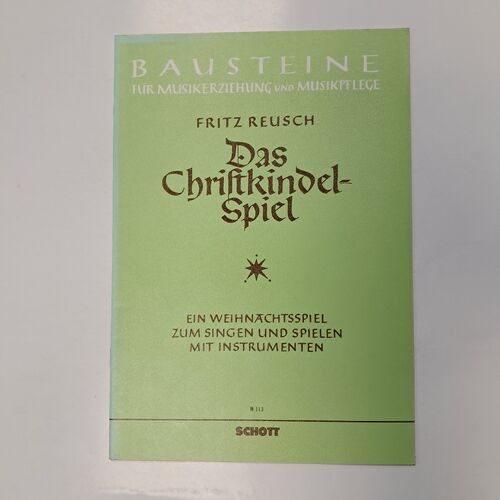 BAUSTEINE
FÜR MUSIKERZIEHUNG UND MUSIKPFLEGE
FRITZ REUSCH
Das
Christkindel-
Spiel
EIN WEIHNACHTSSPIEL
ZUM SINGEN UND SPIELEN
MIT INSTRUMENTEN
B 112
SCHOTT